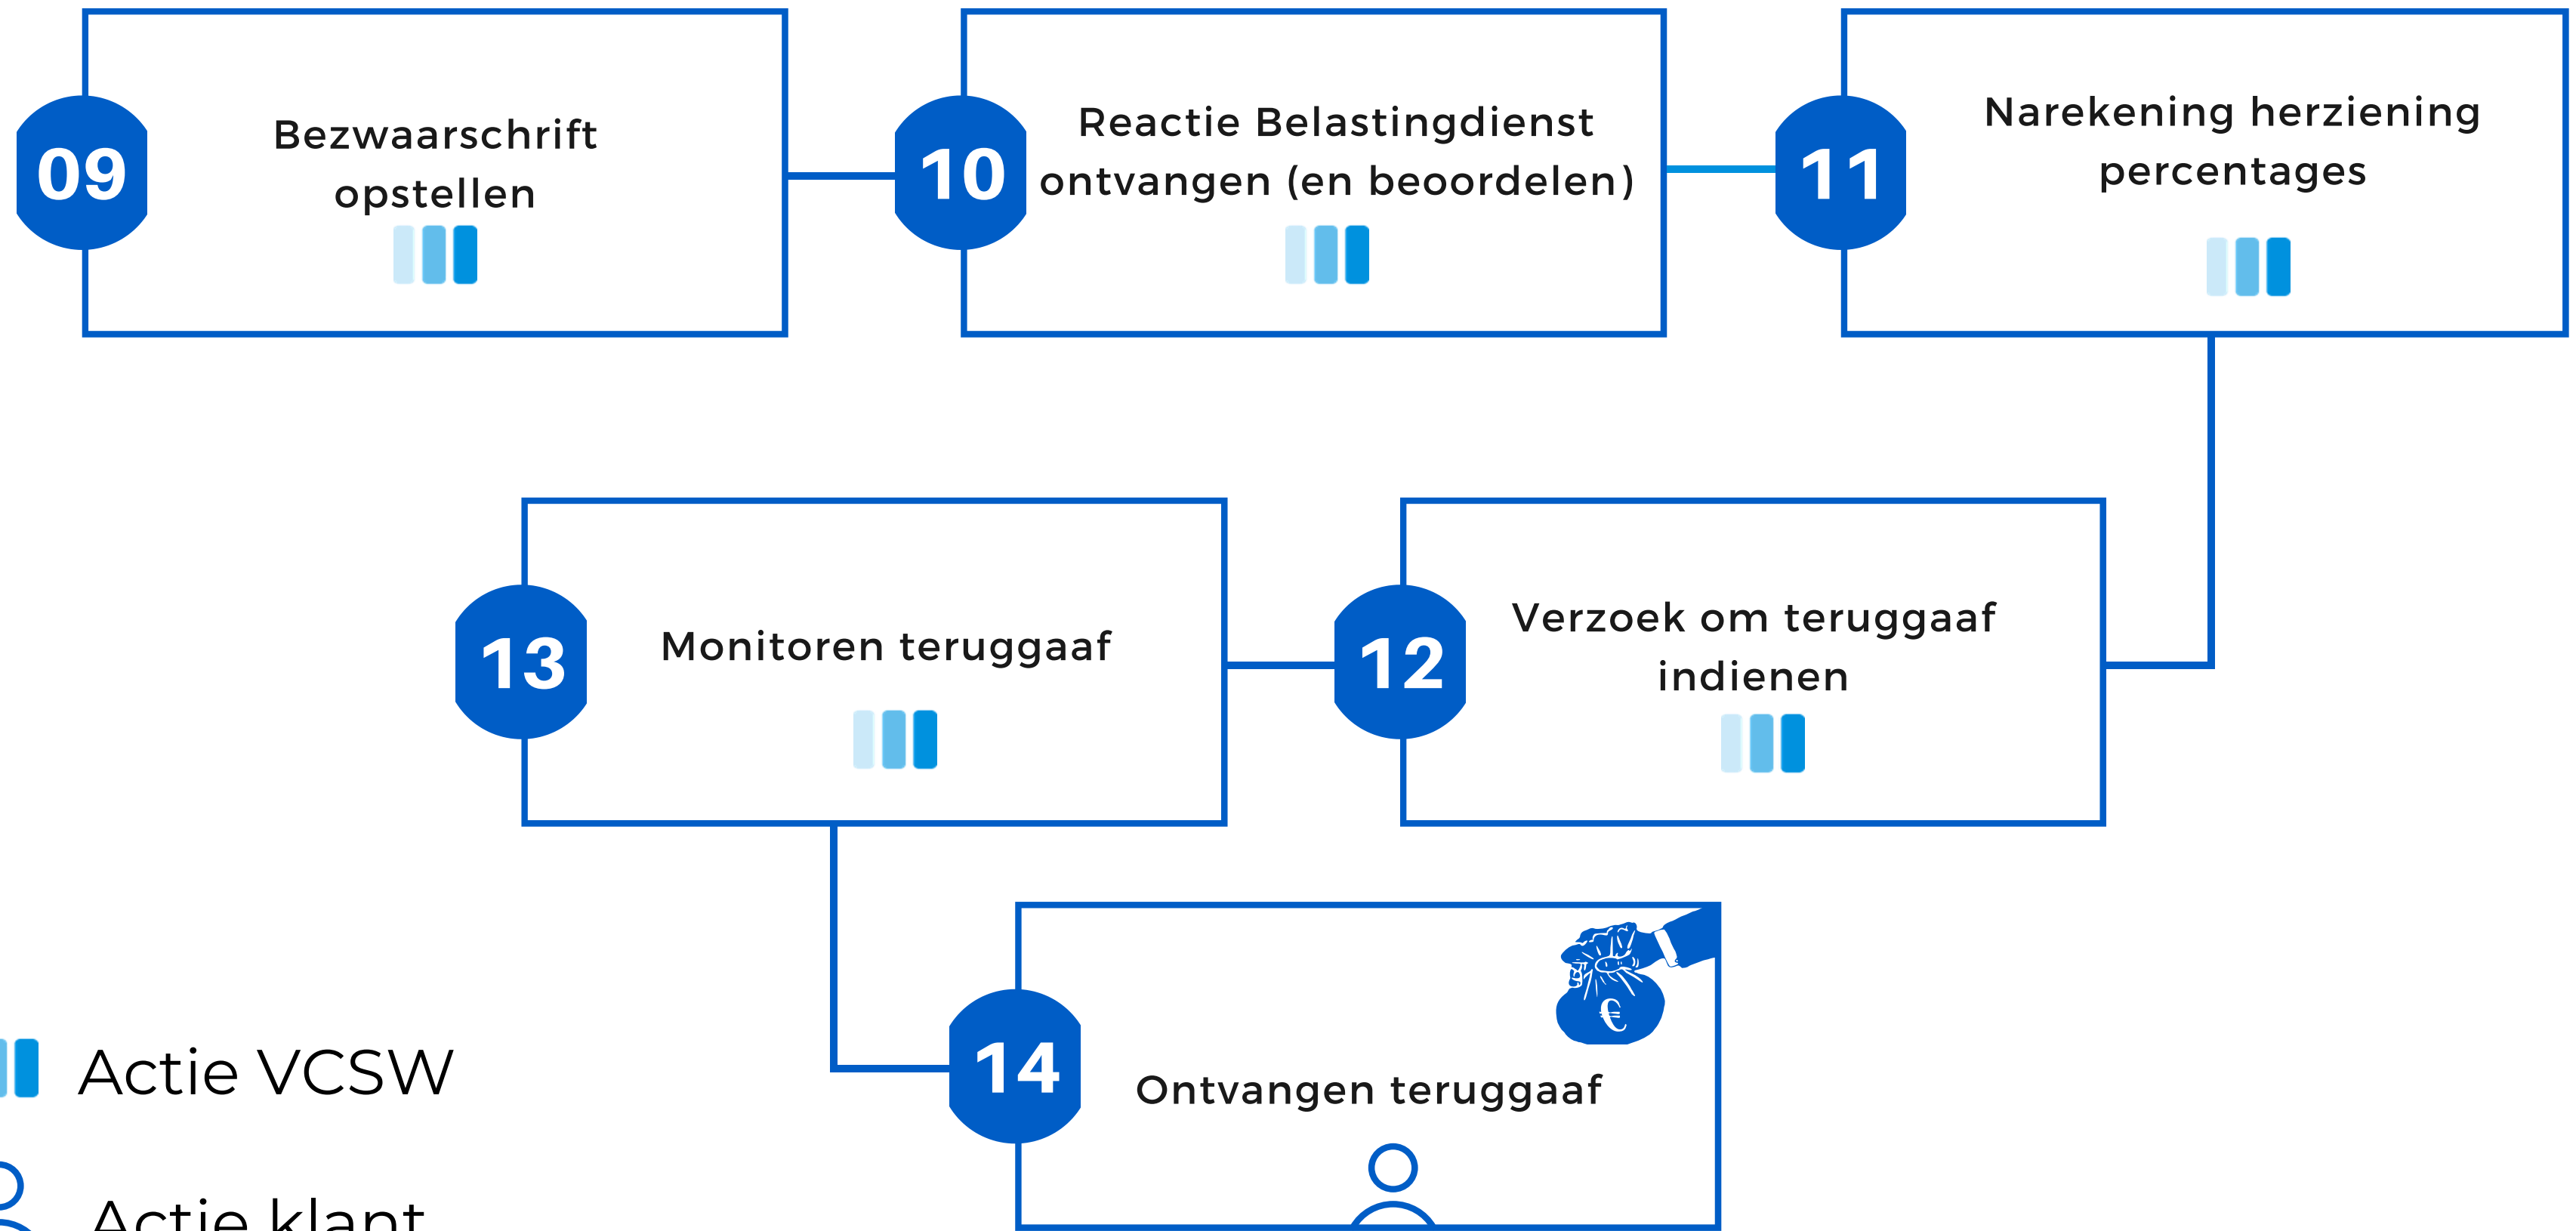 09
Bezwaarschrift
opstellen
10
Reactie Belastingdienst
ontvangen (en beoordelen)
11
Narekening herziening
percentages
12
Verzoek om teruggaaf
indienen
13
Monitoren teruggaaf
14
€
Ontvangen teruggaaf
Actie VCSW
Actie klant